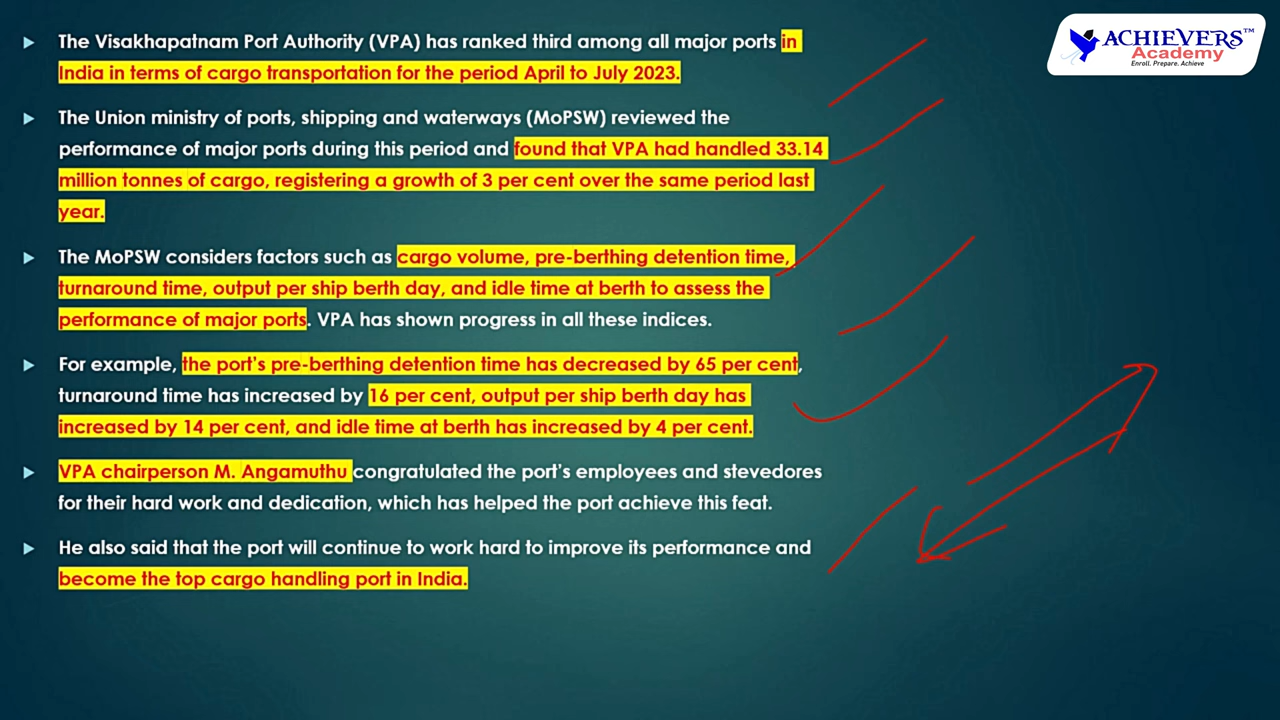 The Visakhapatnam Port Authority (VPA) has ranked third among all major ports in
India in terms of cargo transportation for the period April to July 2023.
The Union ministry of ports, shipping and waterways (MoPSW) reviewed the
performance of major ports during this period and found that VPA had handled 33.14
million tonnes of cargo, registering a growth of 3 per cent over the same period last
year.
The MoPSW considers factors such as cargo volume, pre-berthing detention time,
turnaround time, output per ship berth day, and idle time at berth to assess the
performance of major ports. VPA has shown progress in all these indices.
For example, the port's pre-berthing detention time has decreased by 65 per cent,
turnaround time has increased by 16 per cent, output per ship berth day has
increased by 14 per cent, and idle time at berth has increased by 4 per cent.
VPA chairperson M. Angamuthu congratulated the port's employees and stevedores
for their hard work and dedication, which has helped the port achieve this feat.
He also said that the port will continue to work hard to improve its performance and
become the top cargo handling port in India.
ACHIEVERS™
Academy
Enroll. Prepare. Achieve